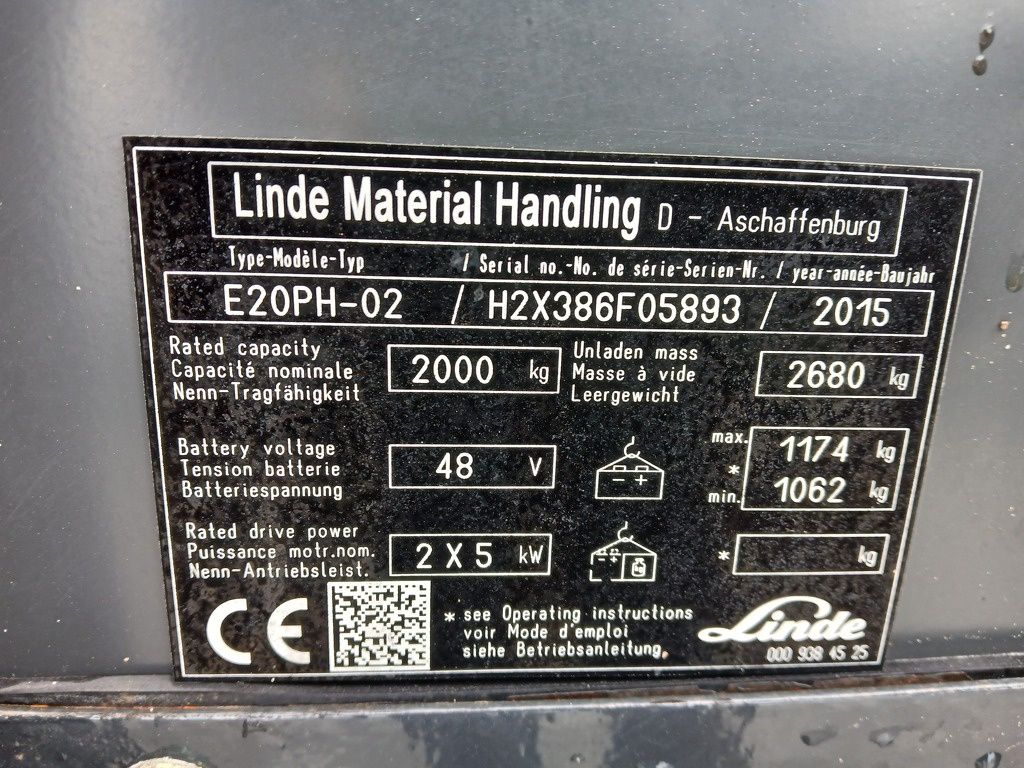 Linde Material Handling D - Aschaffenburg
Type-Modèle-Typ / Serial no.-No. de série-Serien-Nr. / year-année-Baujahr
E20PH-02 / H2X386F05893 / 2015
Rated capacity
Capacité nominale
Nenn-Tragfähigkeit
2000 kg
Unladen mass
Masse à vide
Leergewicht
2680 kg
Battery voltage
Tension batterie
Batteriespannung
48 V
- +
max. 1174 kg
*
min. 1062 kg
Rated drive power
Puissance motr.nom.
Nenn-Antriebsleist.
2 X 5 kW
kg
* kg
CE
* see Operating instructions
voir Mode d'emploi
siehe Betriebsanleitung.
Linde
000 938 45 25